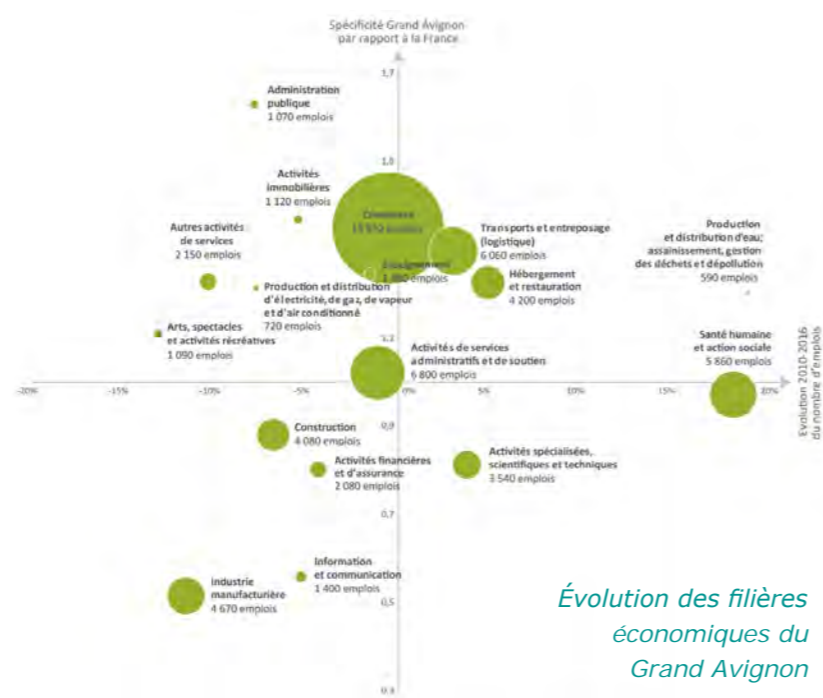 Spécificité Grand Avignon
par rapport à la France
1,7
Administration
publique
1 070 emplois
Activités
immobilières
1 120 emplois
Autres activités
de services
2 150 emplois
Commerce
Transports et entreposage
(logistique)
6 060 emplois
Production
et distribution d'eau;
assainissement, gestion
des déchets et dépollution
590 emplois
Enseignement
emplois
Hébergement
et restauration
4 200 emplois
Production et distribution
d'électricité, de gaz, de vapeur
et d'air conditionné
720 emplois
Arts, spectacles
et activités récréatives
1 090 emplois
Santé humaine
et action sociale
5 860 emplois
Activités de services
administratifs et de soutien
6 800 emplois
-20%
-15%
-10%
-5%
0%
5%
10%
15%
20%
Evolution 2010-2016
du nombre d'emplois
0,9
Construction
4 080 emplois
Activités financières
et d'assurance
2 080 emplois
Activités spécialisées,
scientifiques et techniques
3 540 emplois
0,7
Information
et communication
1 400 emplois
Industrie
manufacturière
4 670 emplois
0,5
0,3
Évolution des filières
économiques du
Grand Avignon